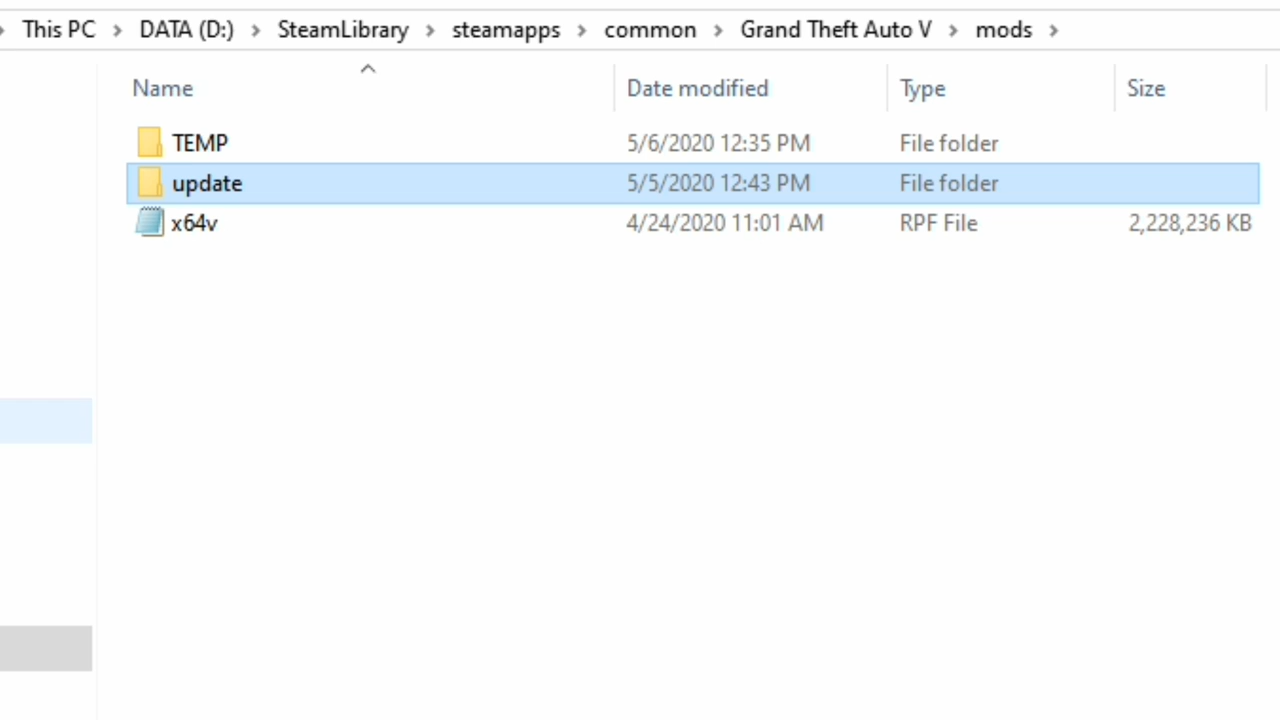 This PC > DATA (D:) > SteamLibrary > steamapps > common > Grand Theft Auto V > mods >
Name Date modified Type Size
TEMP 5/6/2020 12:35 PM File folder
update 5/5/2020 12:43 PM File folder
x64v 4/24/2020 11:01 AM RPF File 2,228,236 KB